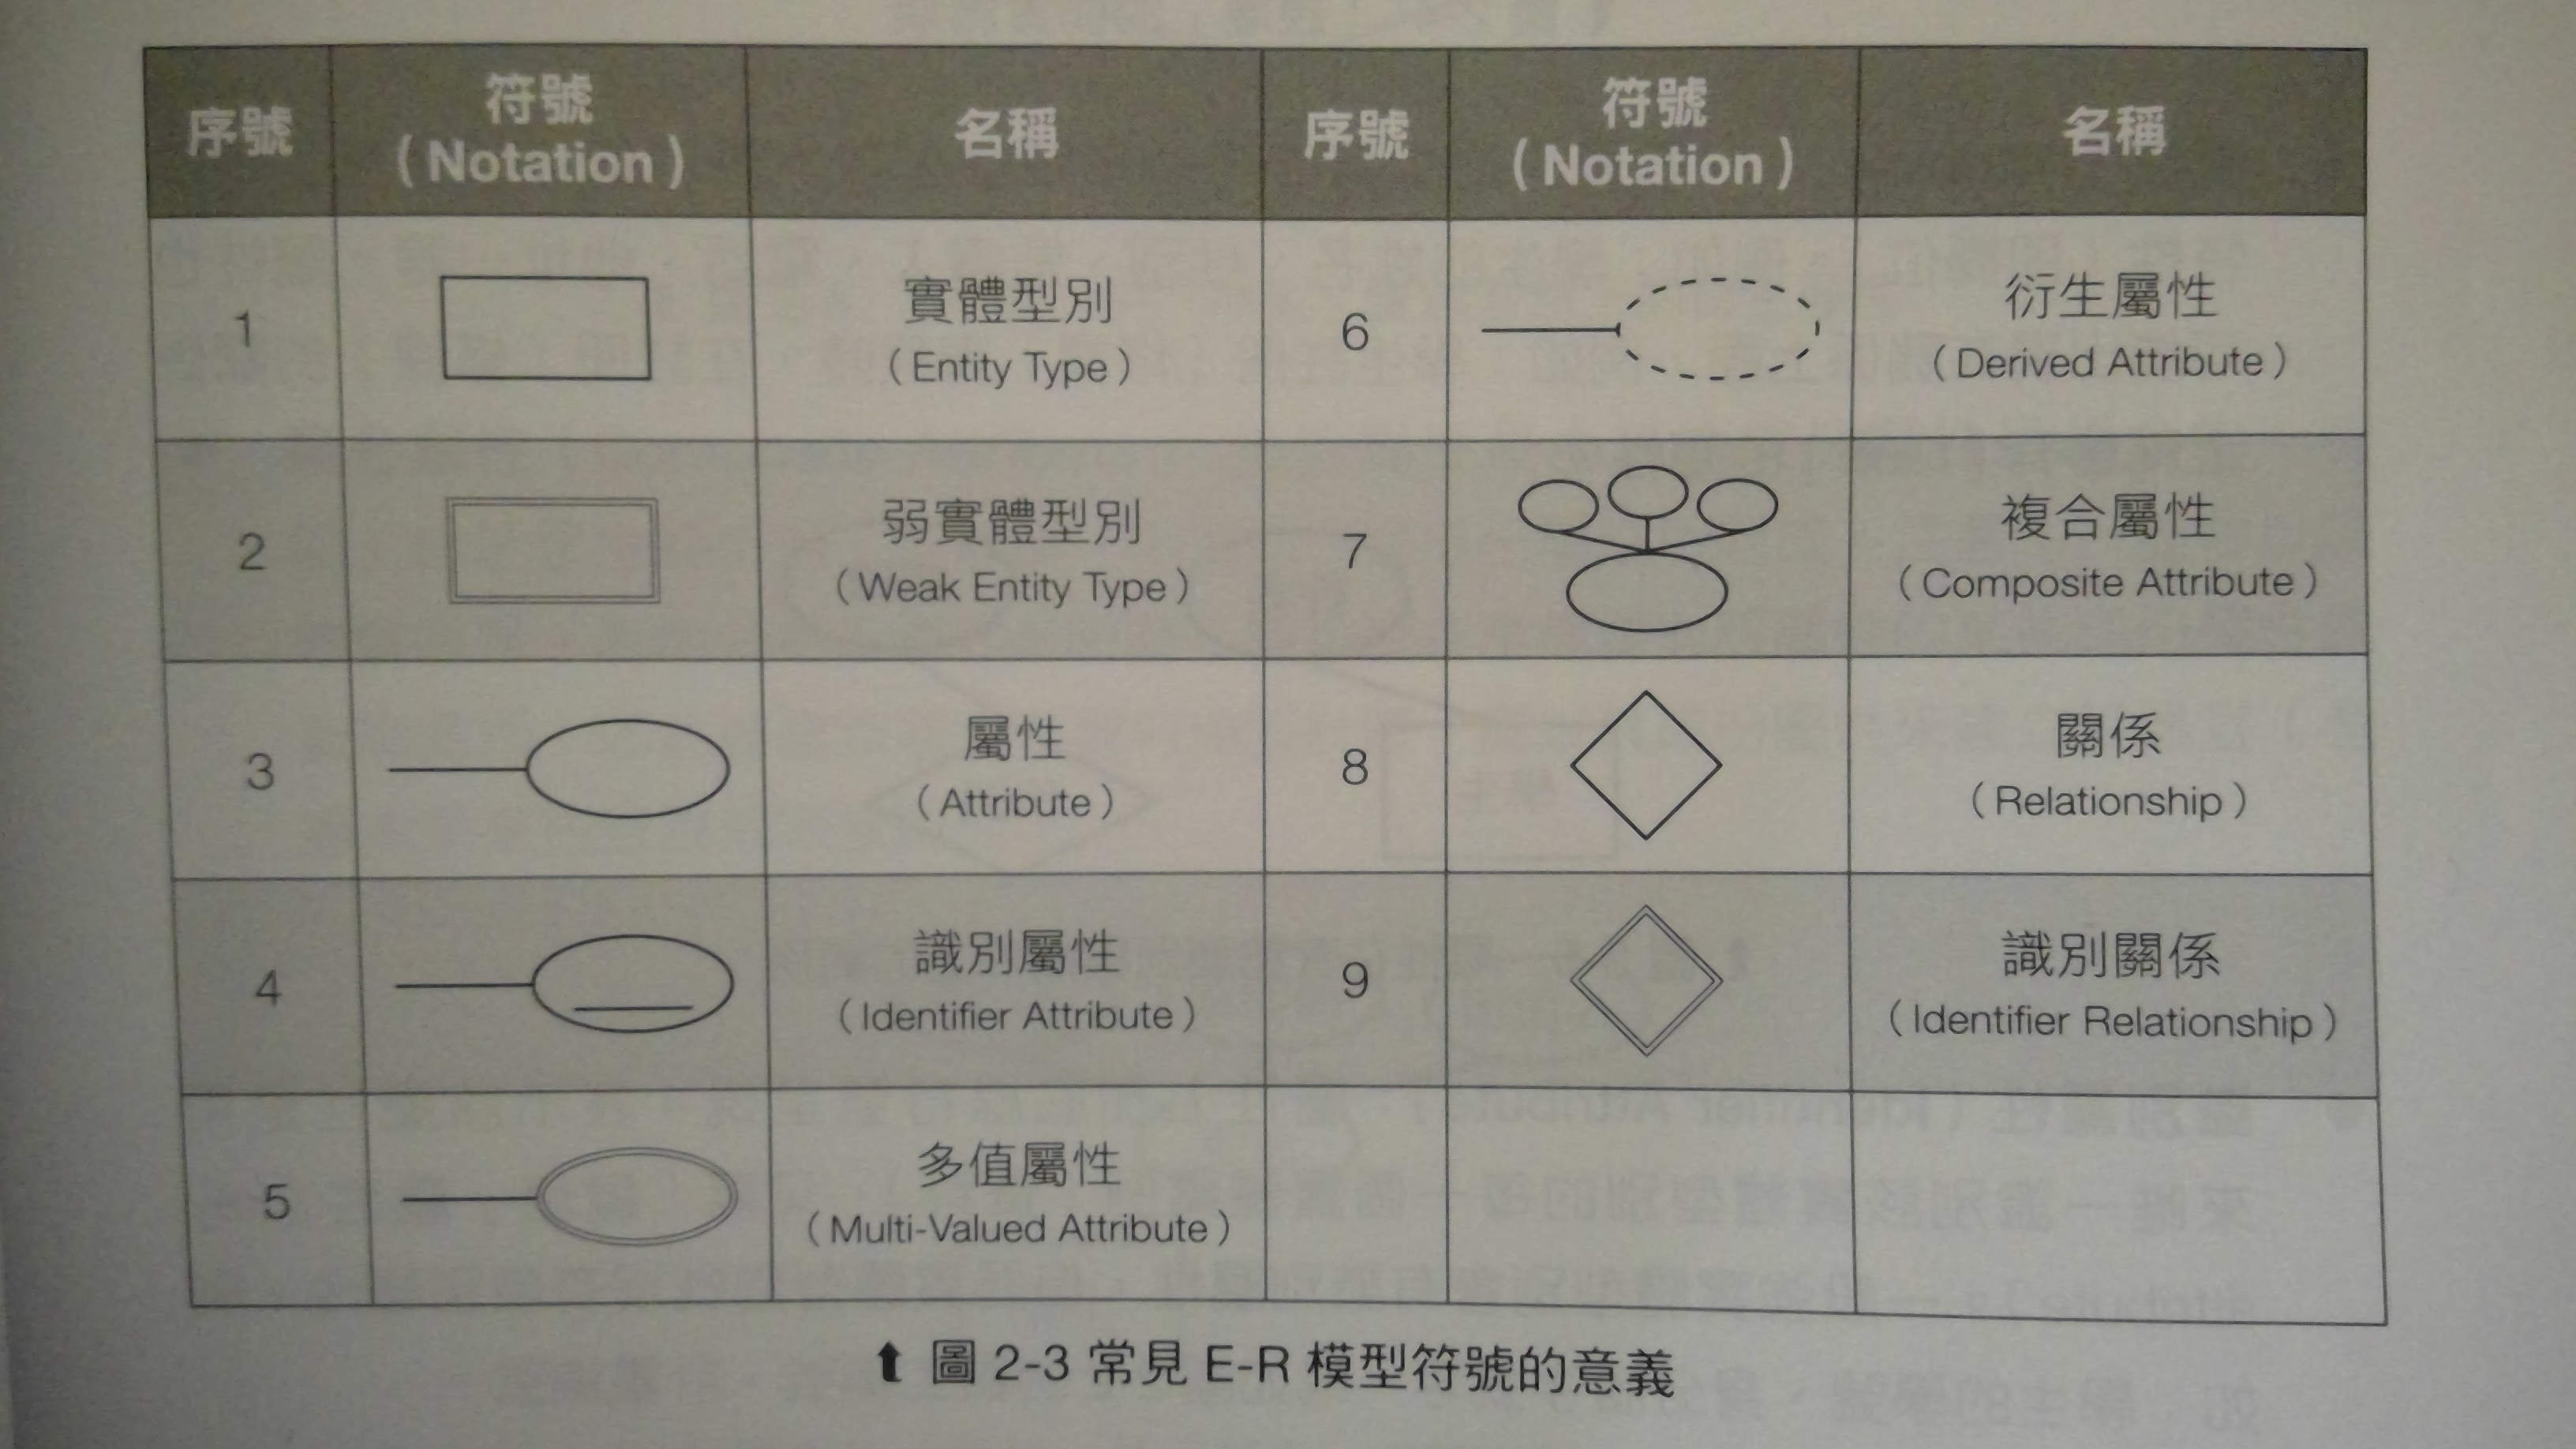 序號
符號
（Notation）
名稱
序號
符號
（Notation）
名稱
1
實體型別
（Entity Type）
6
衍生屬性
（Derived Attribute）
2
弱實體型別
（Weak Entity Type）
7
複合屬性
（Composite Attribute）
3
屬性
（Attribute）
8
關係
（Relationship）
4
識別屬性
（Identifier Attribute）
9
識別關係
（Identifier Relationship）
5
多值屬性
（Multi-Valued Attribute）
圖 2-3 常見 E-R 模型符號的意義